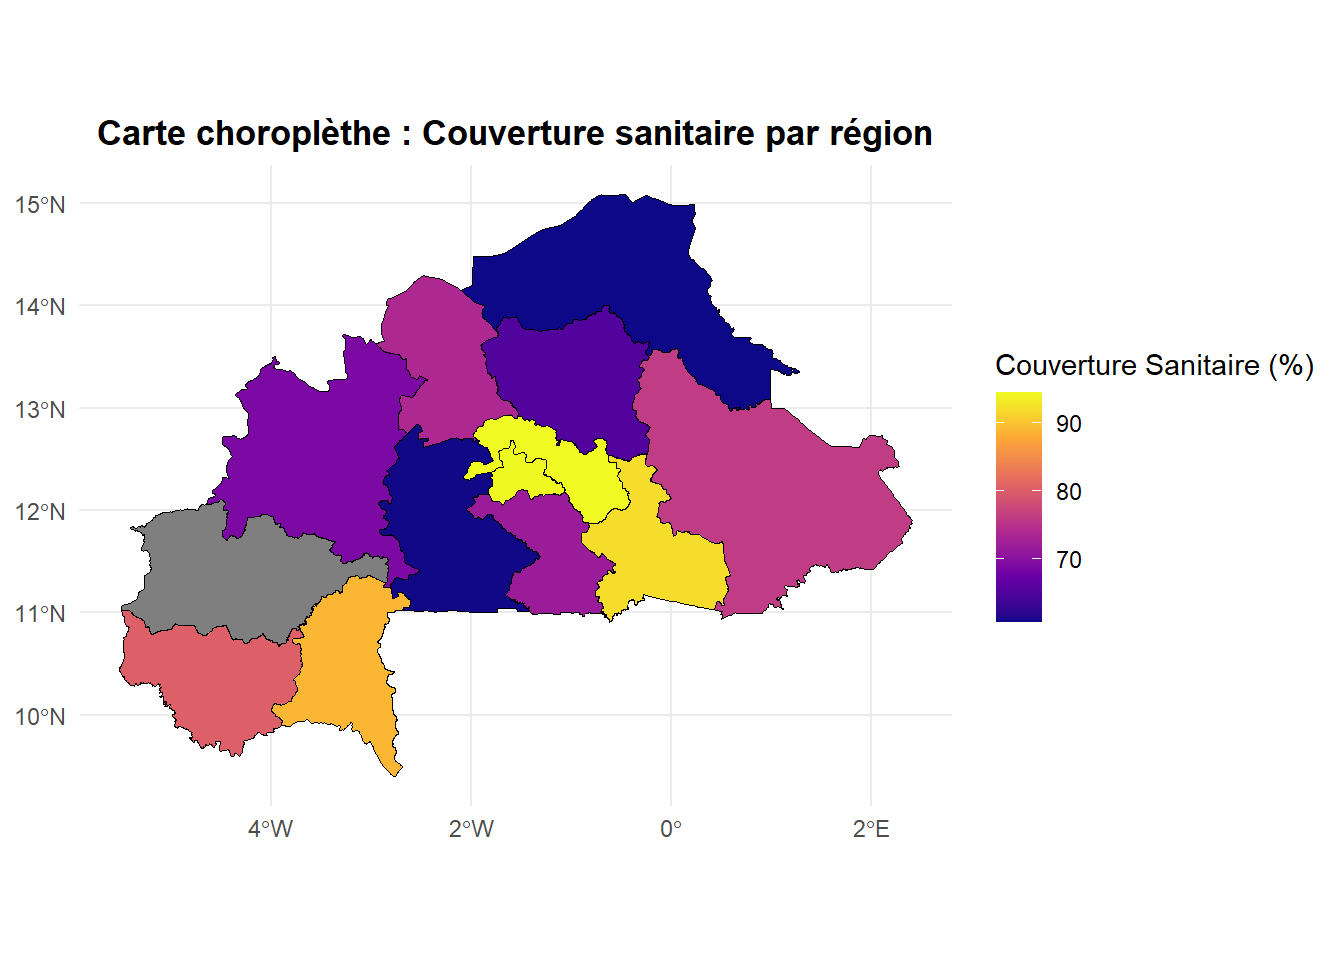 Carte choroplèthe : Couverture sanitaire par région
15°N
14°N
13°N
12°N
11°N
10°N
4°W
2°W
0°
2°E
Couverture Sanitaire (%)
90
80
70